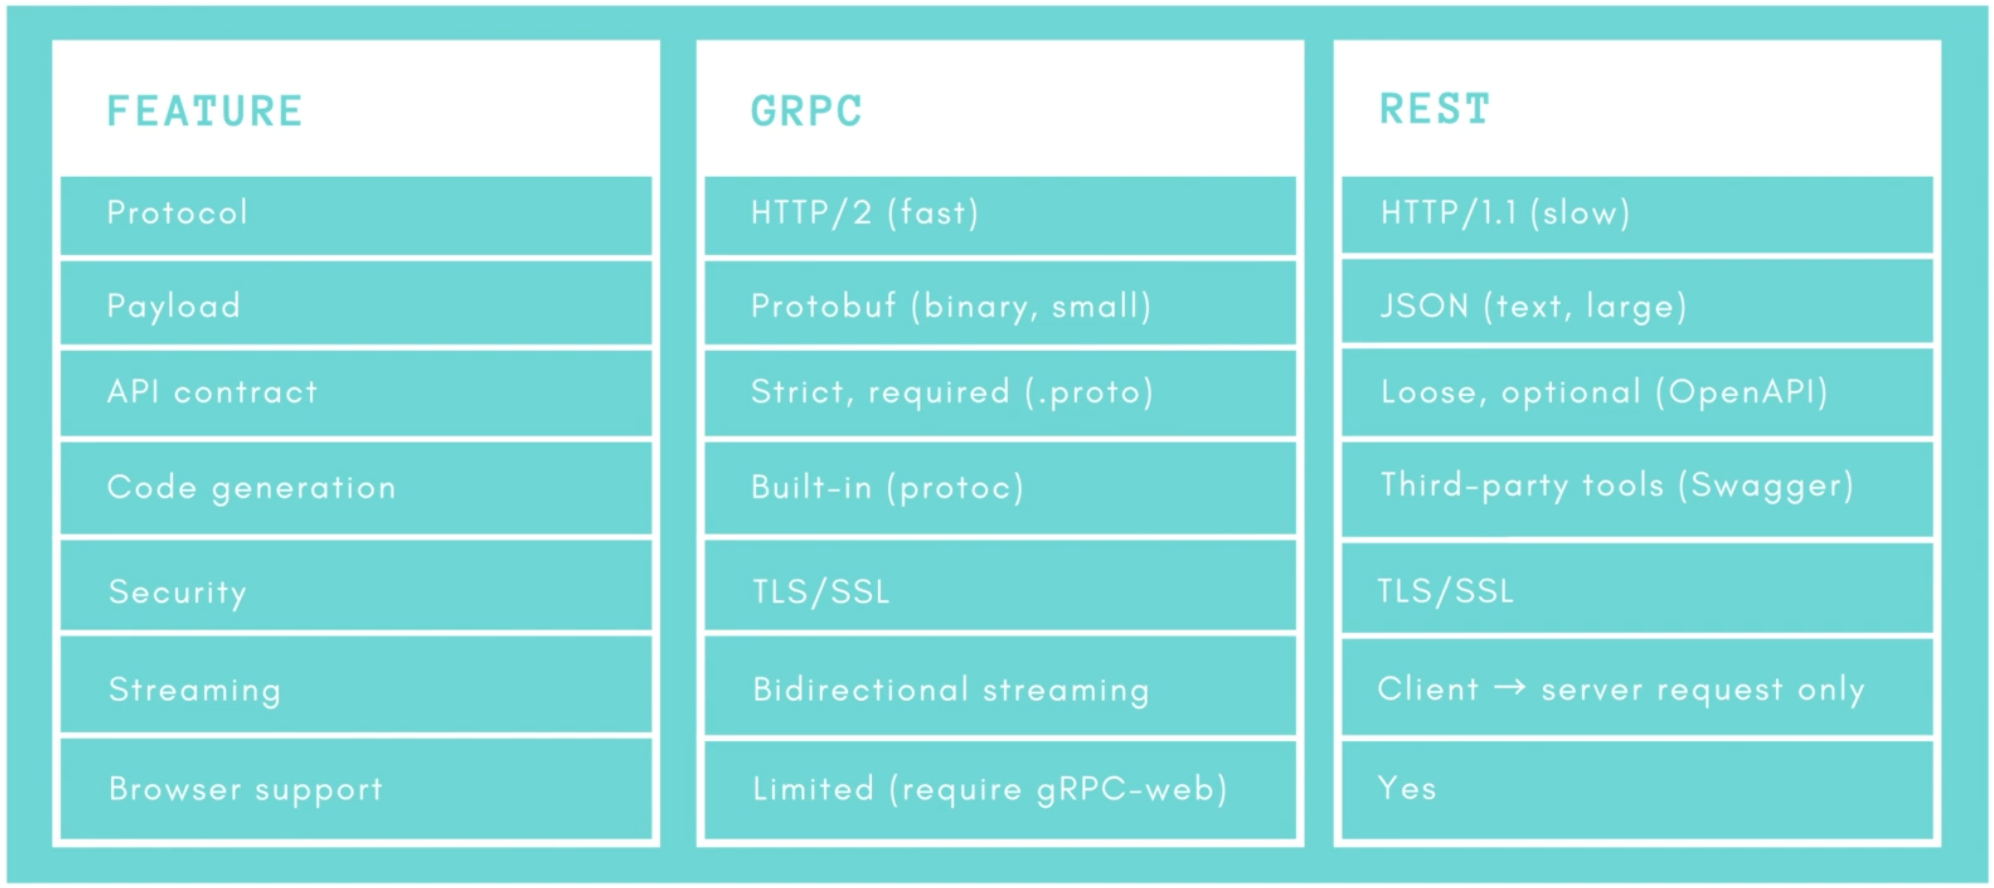 FEATURE GRPC REST
Protocol HTTP/2 (fast) HTTP/1.1 (slow)
Payload Protobuf (binary, small) JSON (text, large)
API contract Strict, required (.proto) Loose, optional (OpenAPI)
Code generation Built-in (protoc) Third-party tools (Swagger)
Security TLS/SSL TLS/SSL
Streaming Bidirectional streaming Client → server request only
Browser support Limited (require gRPC-web) Yes